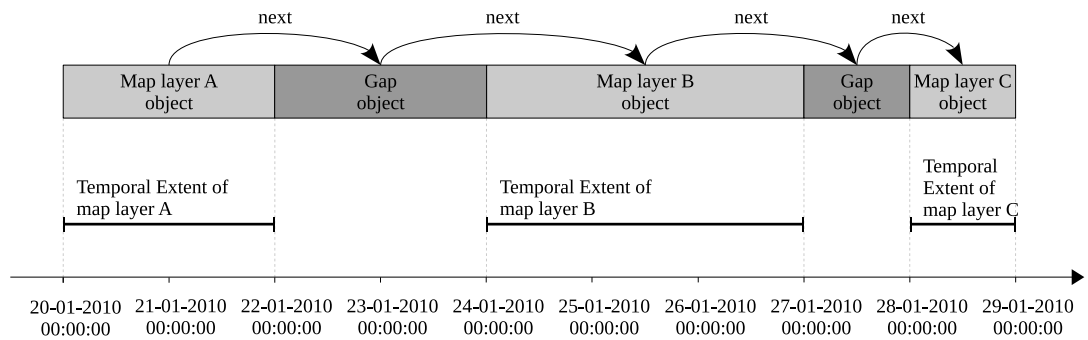 next next next next
Map layer A
object
Gap
object
Map layer B
object
Gap
object
Map layer C
object
Temporal Extent of
map layer A
Temporal Extent of
map layer B
Temporal
Extent of
map layer C
20-01-2010 21-01-2010 22-01-2010 23-01-2010 24-01-2010 25-01-2010 26-01-2010 27-01-2010 28-01-2010 29-01-2010
00:00:00 00:00:00 00:00:00 00:00:00 00:00:00 00:00:00 00:00:00 00:00:00 00:00:00 00:00:00